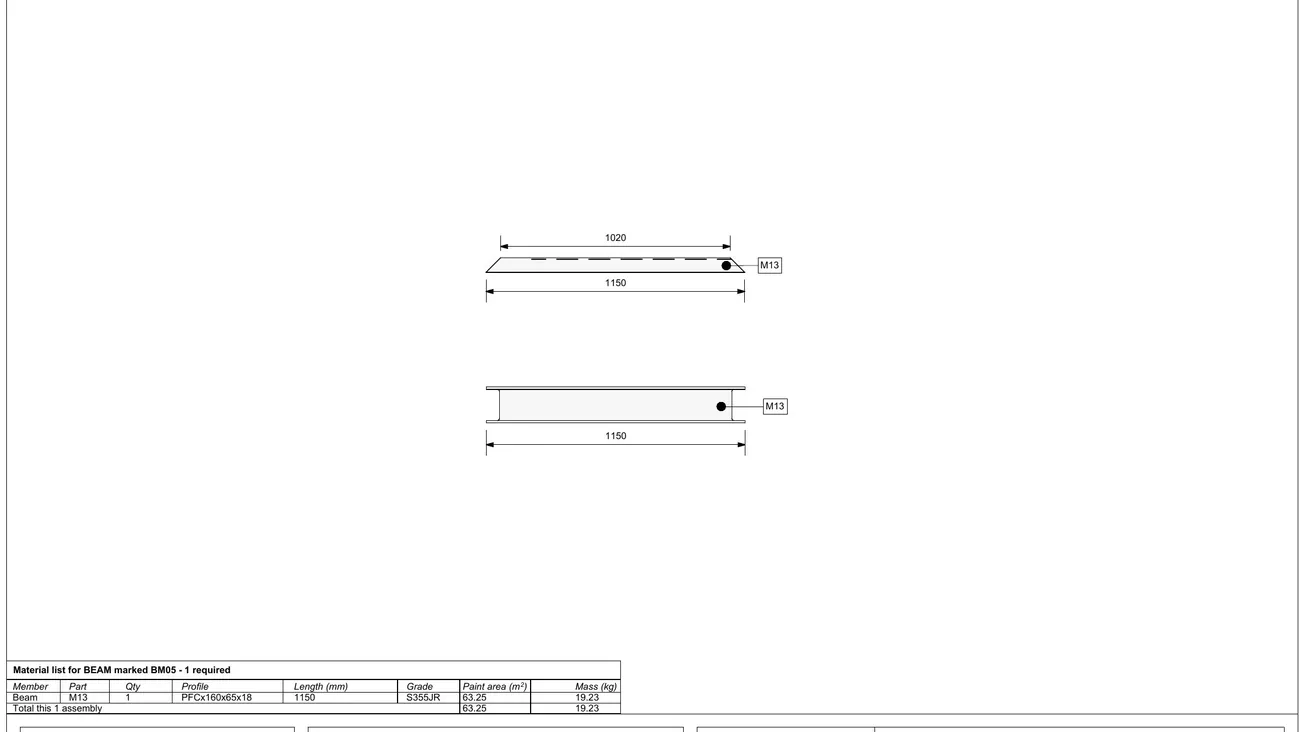 1020
M13
1150
M13
1150
Material list for BEAM marked BM05 - 1 required
Member Part Qty Profile Length (mm) Grade Paint area (m²) Mass (kg)
Beam M13 1 PFCx160x65x18 1150 S355JR 63.25 19.23
Total this 1 assembly 63.25 19.23